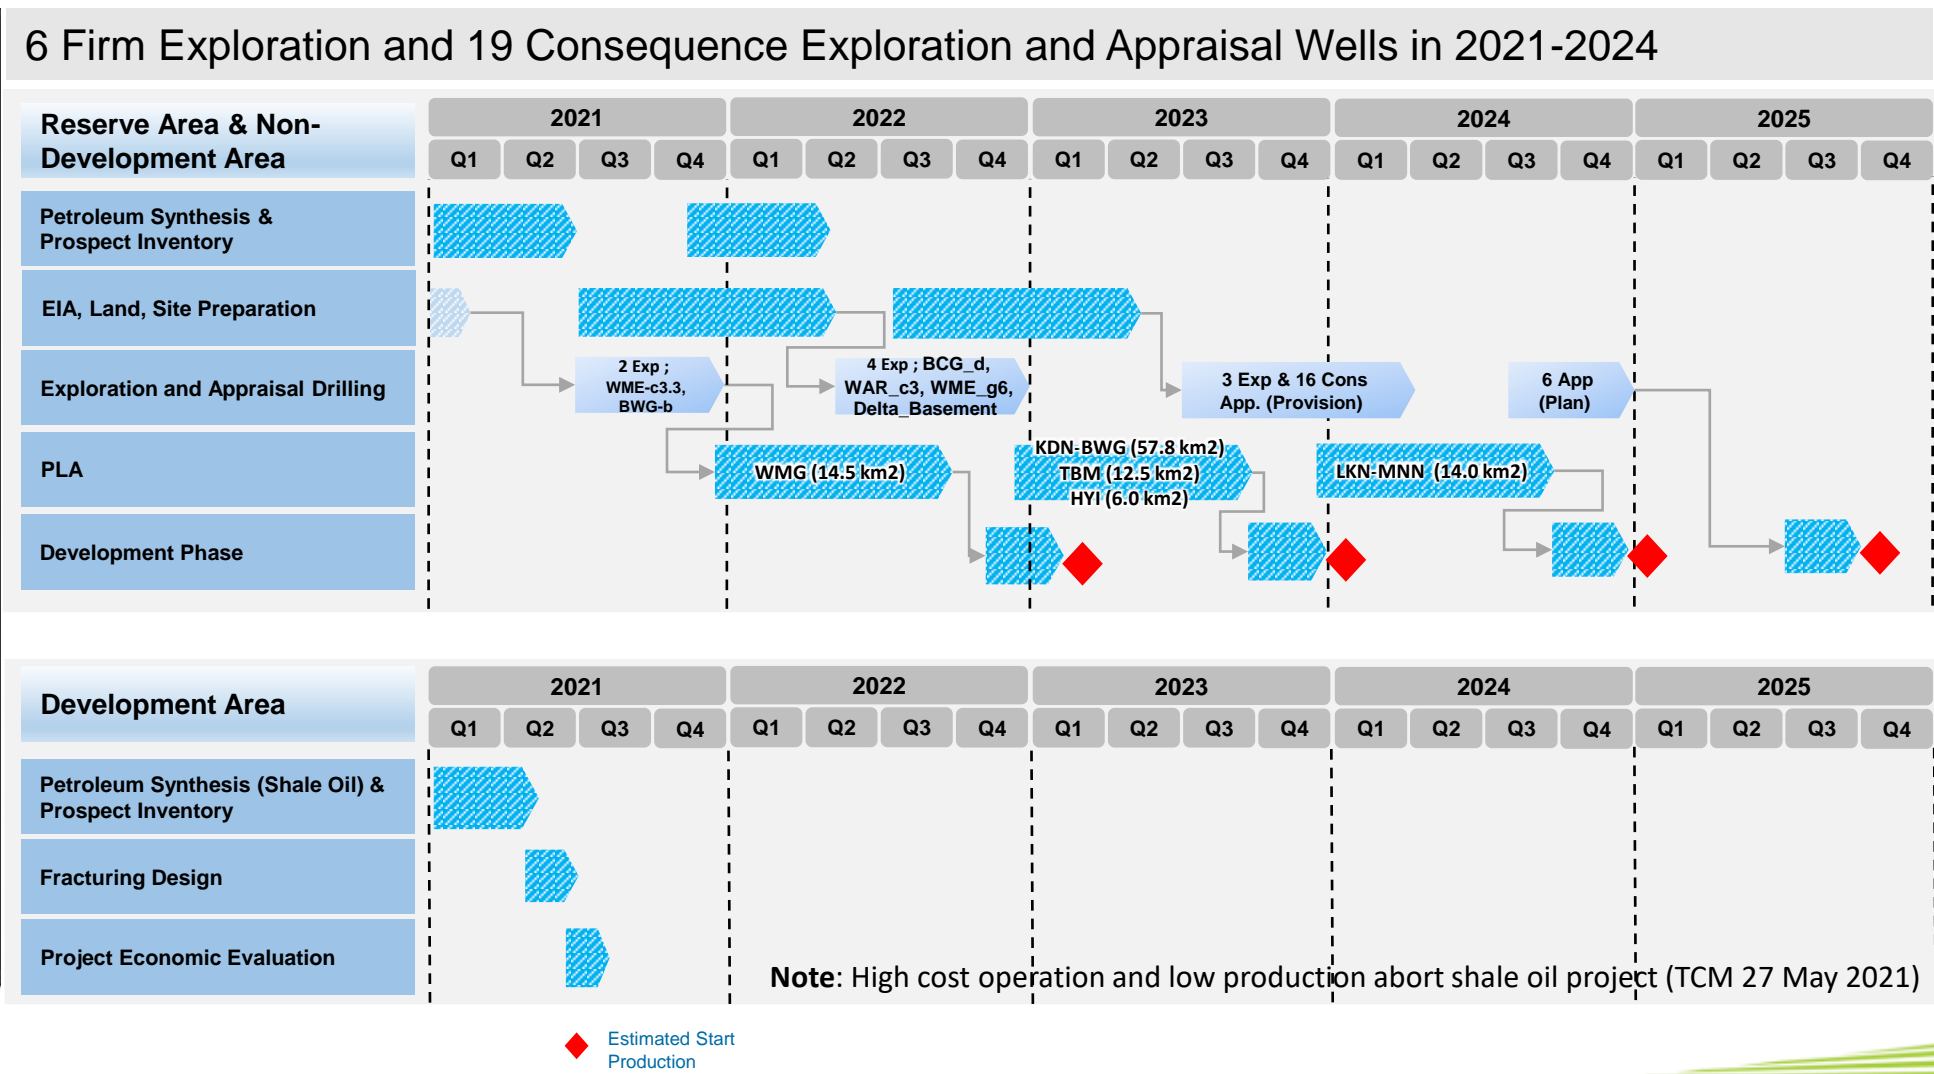 6 Firm Exploration and 19 Consequence Exploration and Appraisal Wells in 2021-2024
Reserve Area & Non-
Development Area
2021 2022 2023 2024 2025
Q1 Q2 Q3 Q4 Q1 Q2 Q3 Q4 Q1 Q2 Q3 Q4 Q1 Q2 Q3 Q4 Q1 Q2 Q3 Q4
Petroleum Synthesis &
Prospect Inventory
EIA, Land, Site Preparation
Exploration and Appraisal Drilling
2 Exp ;
WME-c3.3,
BWG-b
4 Exp ; BCG_d,
WAR_c3, WME_g6,
Delta_Basement
3 Exp & 16 Cons
App. (Provision)
6 App
(Plan)
PLA
WMG (14.5 km2)
KDN-BWG (57.8 km2)
TBM (12.5 km2)
HYI (6.0 km2)
LKN-MNN (14.0 km2)
Development Phase
Development Area
2021 2022 2023 2024 2025
Q1 Q2 Q3 Q4 Q1 Q2 Q3 Q4 Q1 Q2 Q3 Q4 Q1 Q2 Q3 Q4 Q1 Q2 Q3 Q4
Petroleum Synthesis (Shale Oil) &
Prospect Inventory
Fracturing Design
Project Economic Evaluation
Note: High cost operation and low production abort shale oil project (TCM 27 May 2021)
Estimated Start
Production